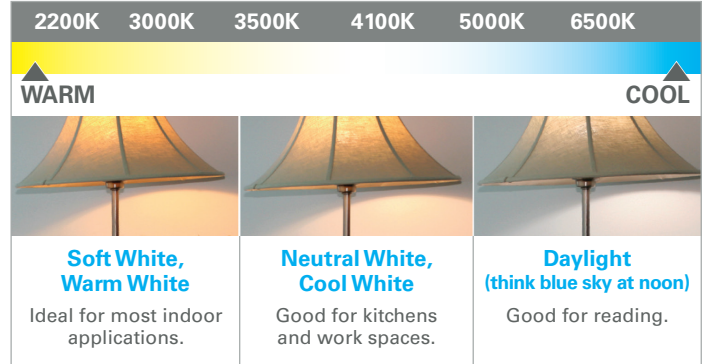 2200K 3000K 3500K 4100K 5000K 6500K
WARM COOL
Soft White,
Warm White
Ideal for most indoor
applications.
Neutral White,
Cool White
Good for kitchens
and work spaces.
Daylight
(think blue sky at noon)
Good for reading.